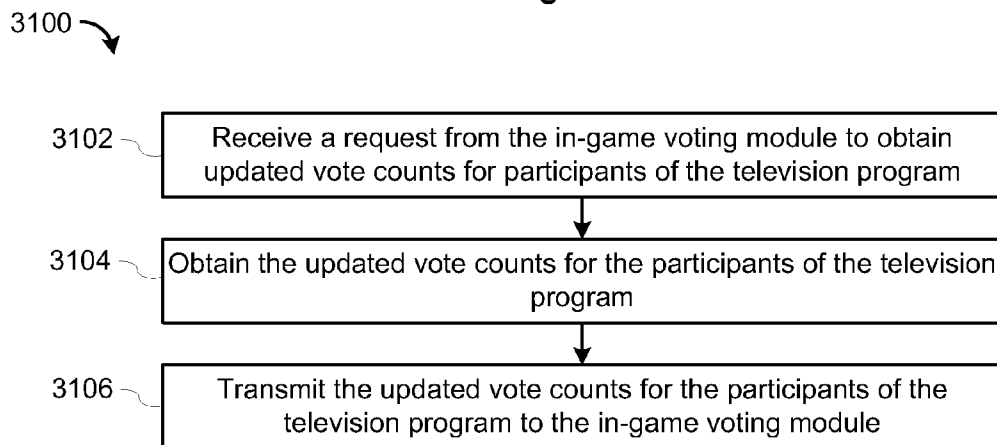 3100
3102
Receive a request from the in-game voting module to obtain
updated vote counts for participants of the television program
3104
Obtain the updated vote counts for the participants of the television
program
3106
Transmit the updated vote counts for the participants of the
television program to the in-game voting module